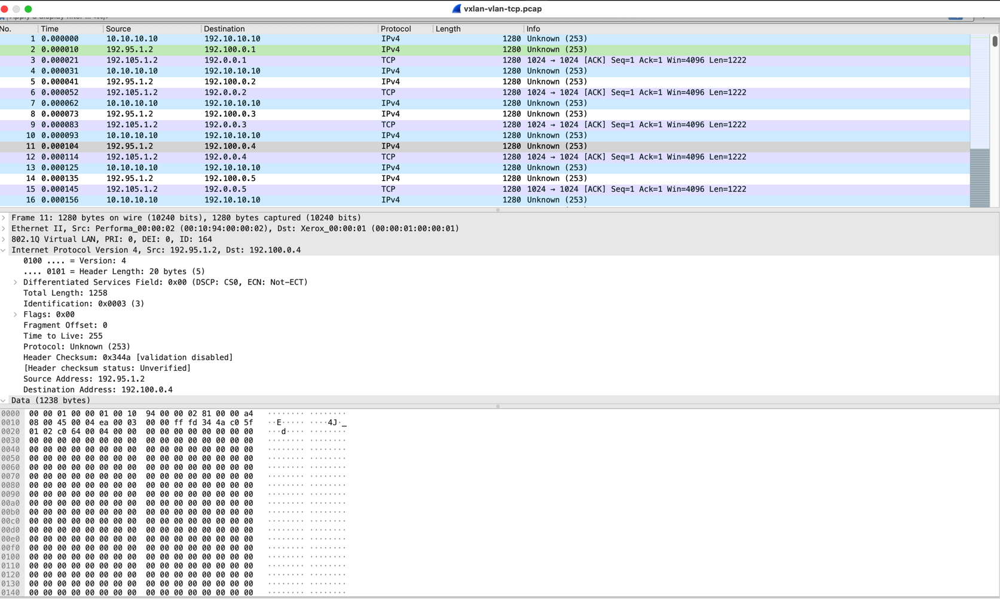 vxlan-vlan-tcp.pcap
No. Time Source Destination Protocol Length Info
1 0.000000 10.10.10.10 192.10.10.10 IPv4 1280 Unknown (253)
2 0.000010 192.95.1.2 192.100.0.1 IPv4 1280 Unknown (253)
3 0.000021 192.105.1.2 192.0.0.1 TCP 1280 1024 → 1024 [ACK] Seq=1 Ack=1 Win=4096 Len=1222
4 0.000031 10.10.10.10 192.10.10.10 IPv4 1280 Unknown (253)
5 0.000041 192.95.1.2 192.100.0.2 IPv4 1280 Unknown (253)
6 0.000052 192.105.1.2 192.0.0.2 TCP 1280 1024 → 1024 [ACK] Seq=1 Ack=1 Win=4096 Len=1222
7 0.000062 10.10.10.10 192.10.10.10 IPv4 1280 Unknown (253)
8 0.000073 192.95.1.2 192.100.0.3 IPv4 1280 Unknown (253)
9 0.000083 192.105.1.2 192.0.0.3 TCP 1280 1024 → 1024 [ACK] Seq=1 Ack=1 Win=4096 Len=1222
10 0.000093 10.10.10.10 192.10.10.10 IPv4 1280 Unknown (253)
11 0.000104 192.95.1.2 192.100.0.4 IPv4 1280 Unknown (253)
12 0.000114 192.105.1.2 192.0.0.4 TCP 1280 1024 → 1024 [ACK] Seq=1 Ack=1 Win=4096 Len=1222
13 0.000125 10.10.10.10 192.10.10.10 IPv4 1280 Unknown (253)
14 0.000135 192.95.1.2 192.100.0.5 IPv4 1280 Unknown (253)
15 0.000145 192.105.1.2 192.0.0.5 TCP 1280 1024 → 1024 [ACK] Seq=1 Ack=1 Win=4096 Len=1222
16 0.000156 10.10.10.10 192.10.10.10 IPv4 1280 Unknown (253)
Frame 11: 1280 bytes on wire (10240 bits), 1280 bytes captured (10240 bits)
Ethernet II, Src: Performa_00:00:02 (00:10:94:00:00:02), Dst: Xerox_00:00:01 (00:00:01:00:00:01)
802.1Q Virtual LAN, PRI: 0, DEI: 0, ID: 164
Internet Protocol Version 4, Src: 192.95.1.2, Dst: 192.100.0.4
0100 .... = Version: 4
.... 0101 = Header Length: 20 bytes (5)
Differentiated Services Field: 0x00 (DSCP: CS0, ECN: Not-ECT)
Total Length: 1258
Identification: 0x0003 (3)
Flags: 0x00
Fragment Offset: 0
Time to Live: 255
Protocol: Unknown (253)
Header Checksum: 0x344a [validation disabled]
[Header checksum status: Unverified]
Source Address: 192.95.1.2
Destination Address: 192.100.0.4
Data (1238 bytes)
0000 00 00 01 00 00 01 00 10 94 00 00 02 81 00 00 a4 ········ ········
0010 08 00 45 00 04 ea 00 03 00 00 ff fd 34 4a c0 5f ··E····· ····4J·_
0020 01 02 c0 64 00 04 00 00 00 00 00 00 00 00 00 00 ···d···· ········
0030 00 00 00 00 00 00 00 00 00 00 00 00 00 00 00 00 ········ ········
0040 00 00 00 00 00 00 00 00 00 00 00 00 00 00 00 00 ········ ········
0050 00 00 00 00 00 00 00 00 00 00 00 00 00 00 00 00 ········ ········
0060 00 00 00 00 00 00 00 00 00 00 00 00 00 00 00 00 ········ ········
0070 00 00 00 00 00 00 00 00 00 00 00 00 00 00 00 00 ········ ········
0080 00 00 00 00 00 00 00 00 00 00 00 00 00 00 00 00 ········ ········
0090 00 00 00 00 00 00 00 00 00 00 00 00 00 00 00 00 ········ ········
00a0 00 00 00 00 00 00 00 00 00 00 00 00 00 00 00 00 ········ ········
00b0 00 00 00 00 00 00 00 00 00 00 00 00 00 00 00 00 ········ ········
00c0 00 00 00 00 00 00 00 00 00 00 00 00 00 00 00 00 ········ ········
00d0 00 00 00 00 00 00 00 00 00 00 00 00 00 00 00 00 ········ ········
00e0 00 00 00 00 00 00 00 00 00 00 00 00 00 00 00 00 ········ ········
00f0 00 00 00 00 00 00 00 00 00 00 00 00 00 00 00 00 ········ ········
0100 00 00 00 00 00 00 00 00 00 00 00 00 00 00 00 00 ········ ········
0110 00 00 00 00 00 00 00 00 00 00 00 00 00 00 00 00 ········ ········
0120 00 00 00 00 00 00 00 00 00 00 00 00 00 00 00 00 ········ ········
0130 00 00 00 00 00 00 00 00 00 00 00 00 00 00 00 00 ········ ········
0140 00 00 00 00 00 00 00 00 00 00 00 00 00 00 00 00 ········ ········